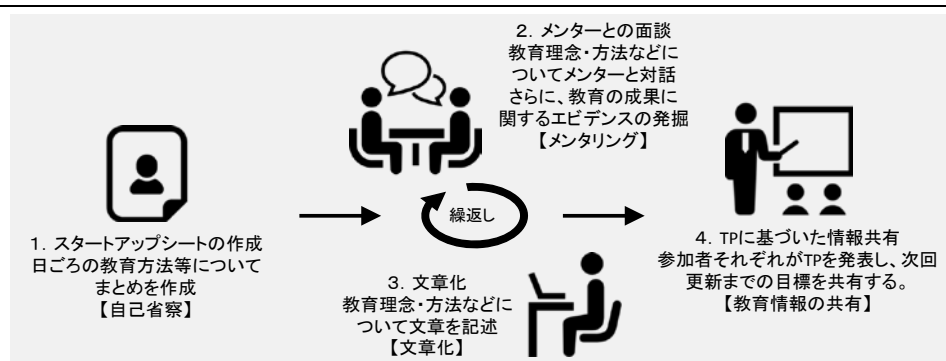 1. スタートアップシートの作成
日ごろの教育方法等について
まとめを作成
【自己省察】
2. メンターとの面談
教育理念・方法などに
ついてメンターと対話
さらに、教育の成果に
関するエビデンスの発掘
【メンタリング】
繰返し
3. 文章化
教育理念・方法などに
ついて文章を記述
【文章化】
4. TPに基づいた情報共有
参加者それぞれがTPを発表し、次回
更新までの目標を共有する。
【教育情報の共有】